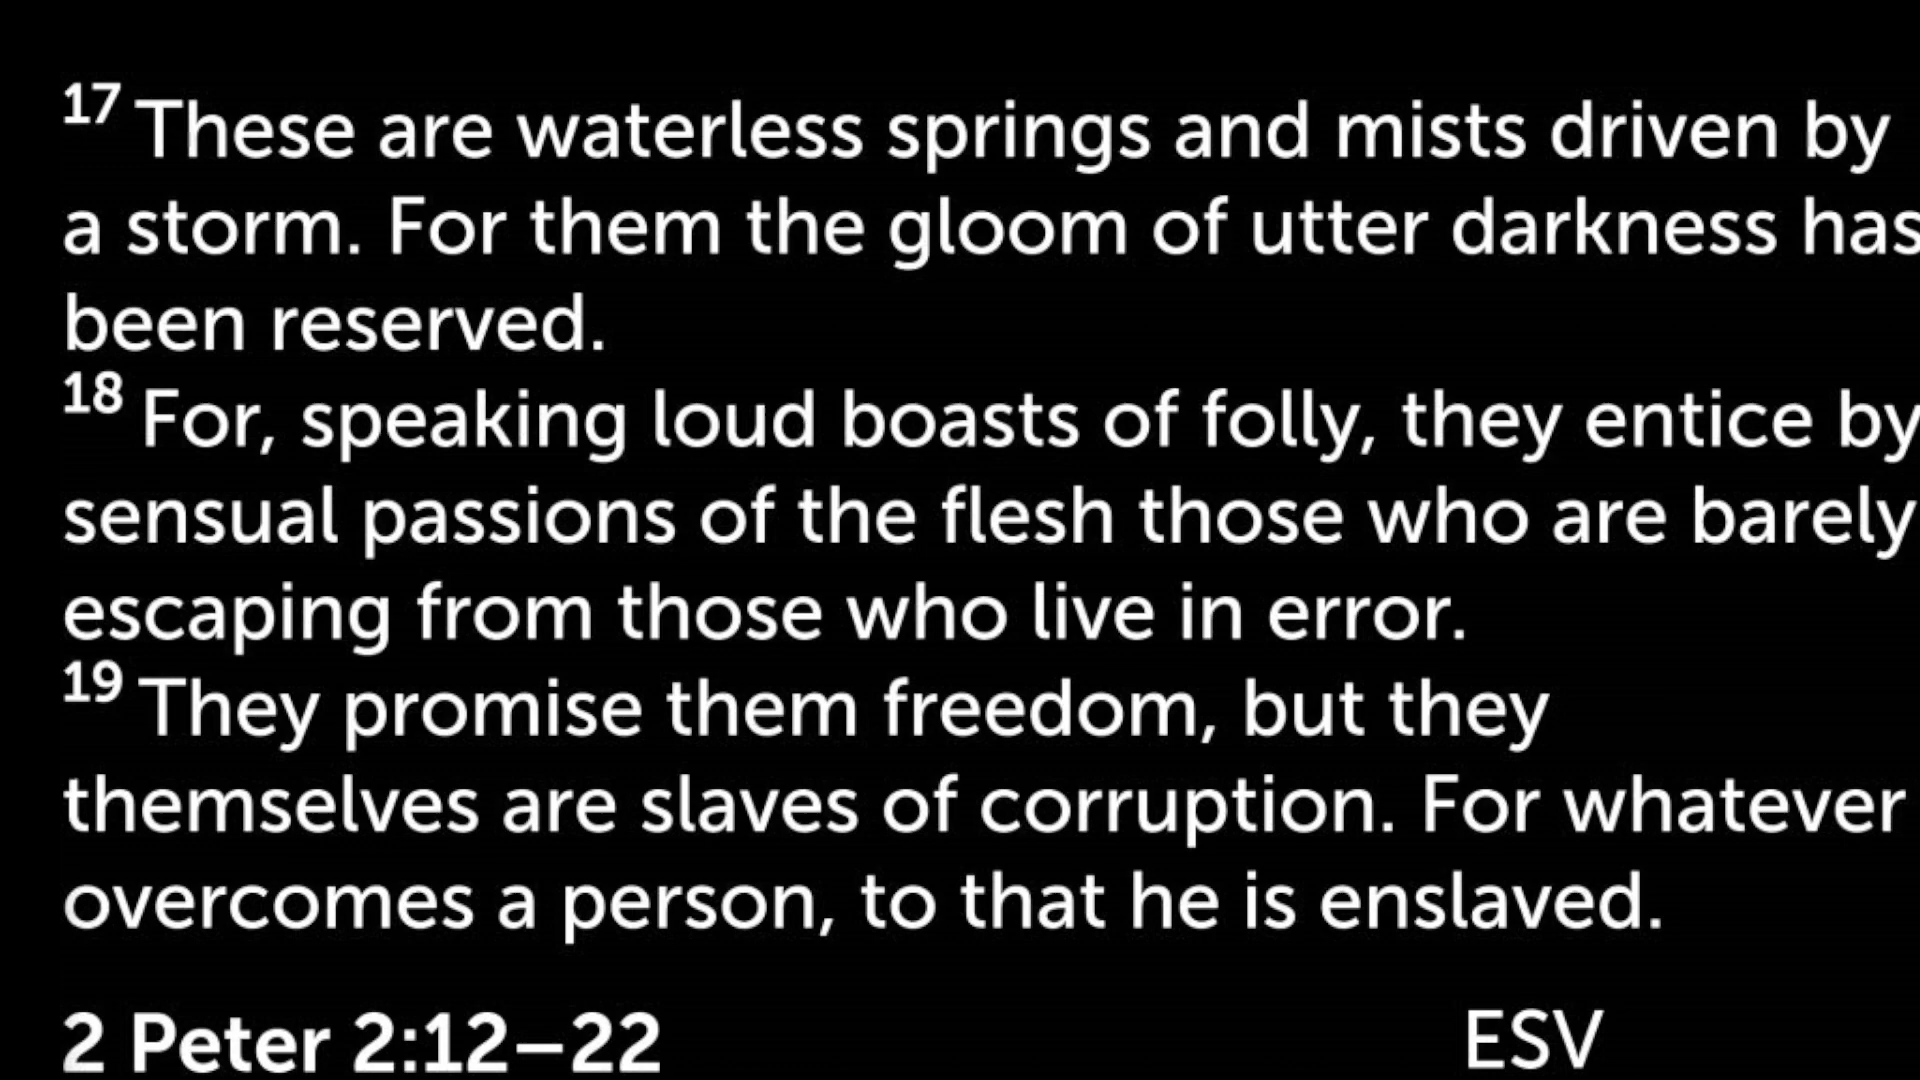 17 These are waterless springs and mists driven by
a storm. For them the gloom of utter darkness has
been reserved.
18 For, speaking loud boasts of folly, they entice by
sensual passions of the flesh those who are barely
escaping from those who live in error.
19 They promise them freedom, but they
themselves are slaves of corruption. For whatever
overcomes a person, to that he is enslaved.
2 Peter 2:12–22 ESV